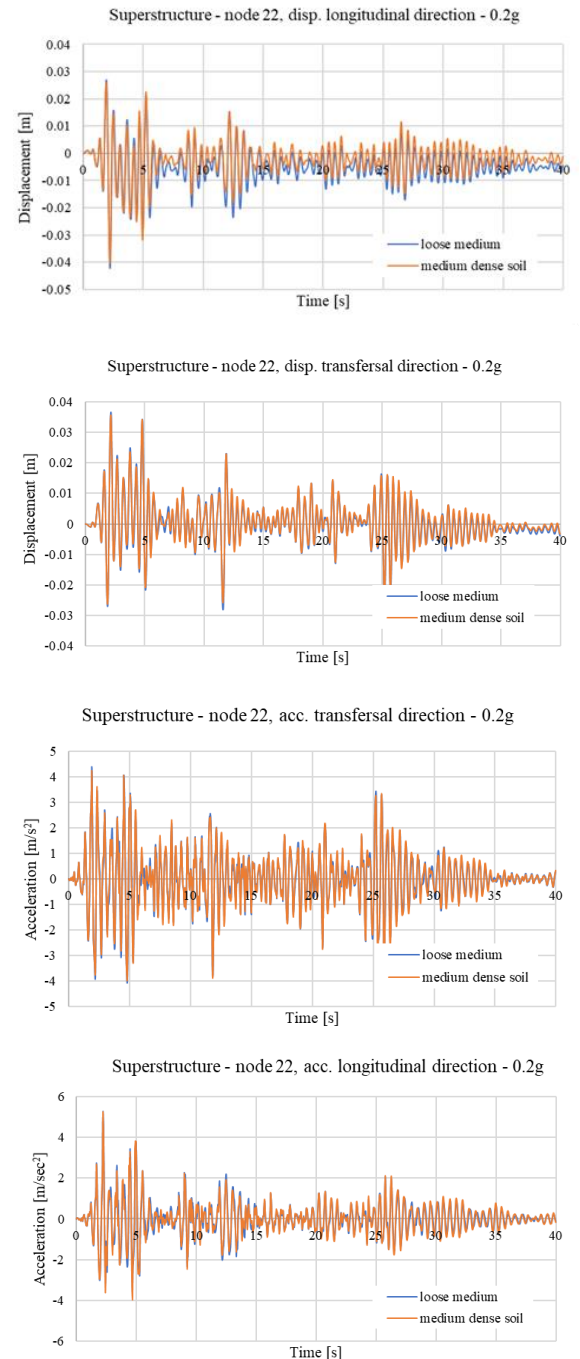 Superstructure - node 22, disp. longitudinal direction - 0.2g
0.04
0.03
0.02
0.01
0
-0.01
-0.02
-0.03
-0.04
-0.05
0 5 10 15 20 25 30 35 40
Displacement [m]
Time [s]
loose medium
medium dense soil
Superstructure - node 22, disp. transfersal direction - 0.2g
0.04
0.03
0.02
0.01
0
-0.01
-0.02
-0.03
-0.04
0 5 10 15 20 25 30 35 40
Displacement [m]
Time [s]
loose medium
medium dense soil
Superstructure - node 22, acc. transfersal direction - 0.2g
5
4
3
2
1
0
-1
-2
-3
-4
-5
0 5 10 15 20 25 30 35 40
Acceleration [m/s²]
Time [s]
loose medium
medium dense soil
Superstructure - node 22, acc. longitudinal direction - 0.2g
6
4
2
0
-2
-4
-6
0 5 10 15 20 25 30 35 40
Acceleration [m/sec²]
Time [s]
loose medium
medium dense soil